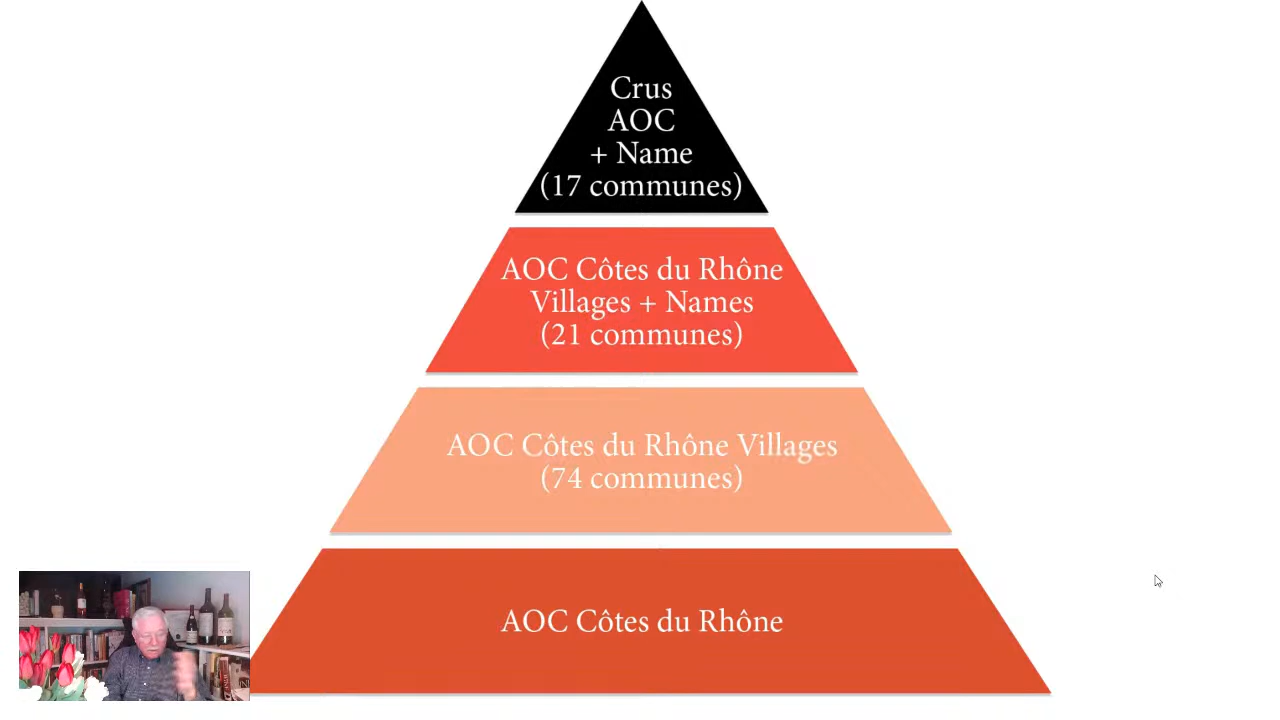 Crus
AOC
+ Name
(17 communes)
AOC Côtes du Rhône
Villages + Names
(21 communes)
AOC Côtes du Rhône Villages
(74 communes)
AOC Côtes du Rhône